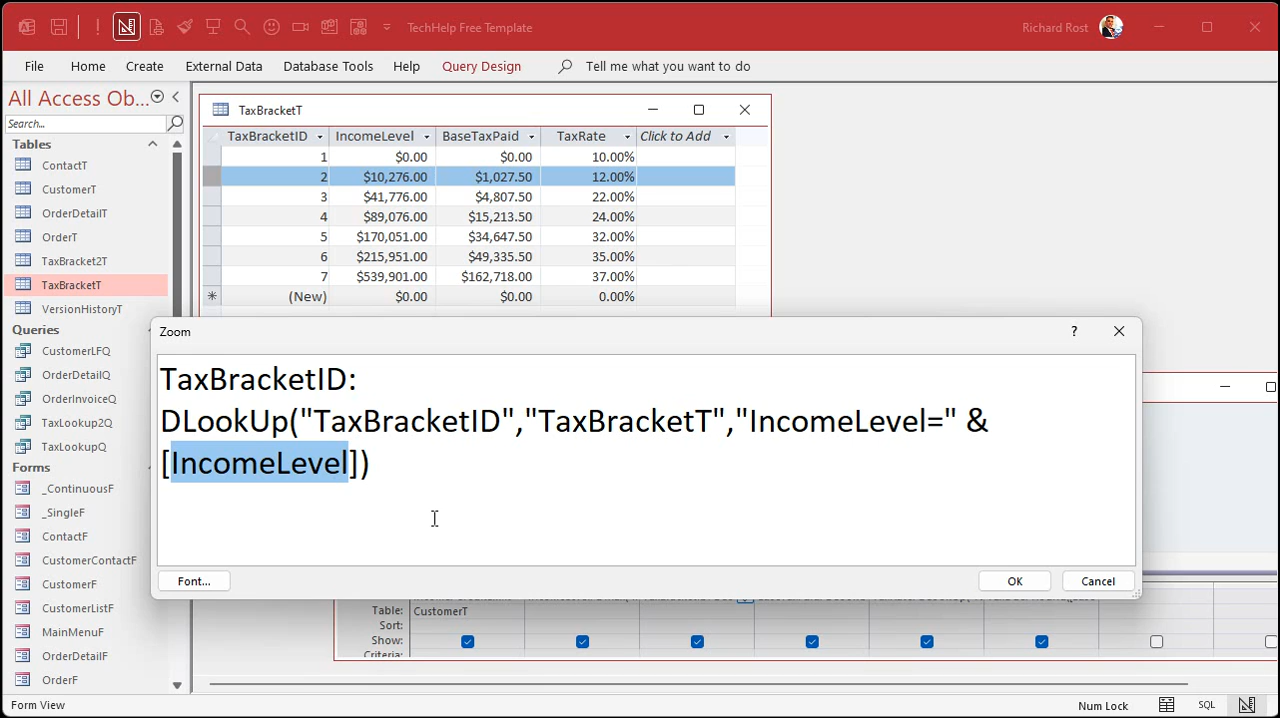 TechHelp Free Template
Richard Rost
File Home Create External Data Database Tools Help Query Design Tell me what you want to do
All Access Ob...
Search...
Tables
ContactT
CustomerT
OrderDetailT
OrderT
TaxBracket2T
TaxBracketT
VersionHistoryT
Queries
CustomerLFQ
OrderDetailQ
OrderInvoiceQ
TaxLookup2Q
TaxLookupQ
Forms
_ContinuousF
_SingleF
ContactF
CustomerContactF
CustomerF
CustomerListF
MainMenuF
OrderDetailF
OrderF
TaxBracketT
TaxBracketID IncomeLevel BaseTaxPaid TaxRate Click to Add
1 $0.00 $0.00 10.00%
2 $10,276.00 $1,027.50 12.00%
3 $41,776.00 $4,807.50 22.00%
4 $89,076.00 $15,213.50 24.00%
5 $170,051.00 $34,647.50 32.00%
6 $215,951.00 $49,335.50 35.00%
7 $539,901.00 $162,718.00 37.00%
* (New) $0.00 $0.00 0.00%
Zoom
?
TaxBracketID:
DLookUp("TaxBracketID","TaxBracketT","IncomeLevel=" &
[IncomeLevel])
Font...
OK
Cancel
Table: CustomerT
Sort:
Show:
Criteria:
Form View
Num Lock
SQL